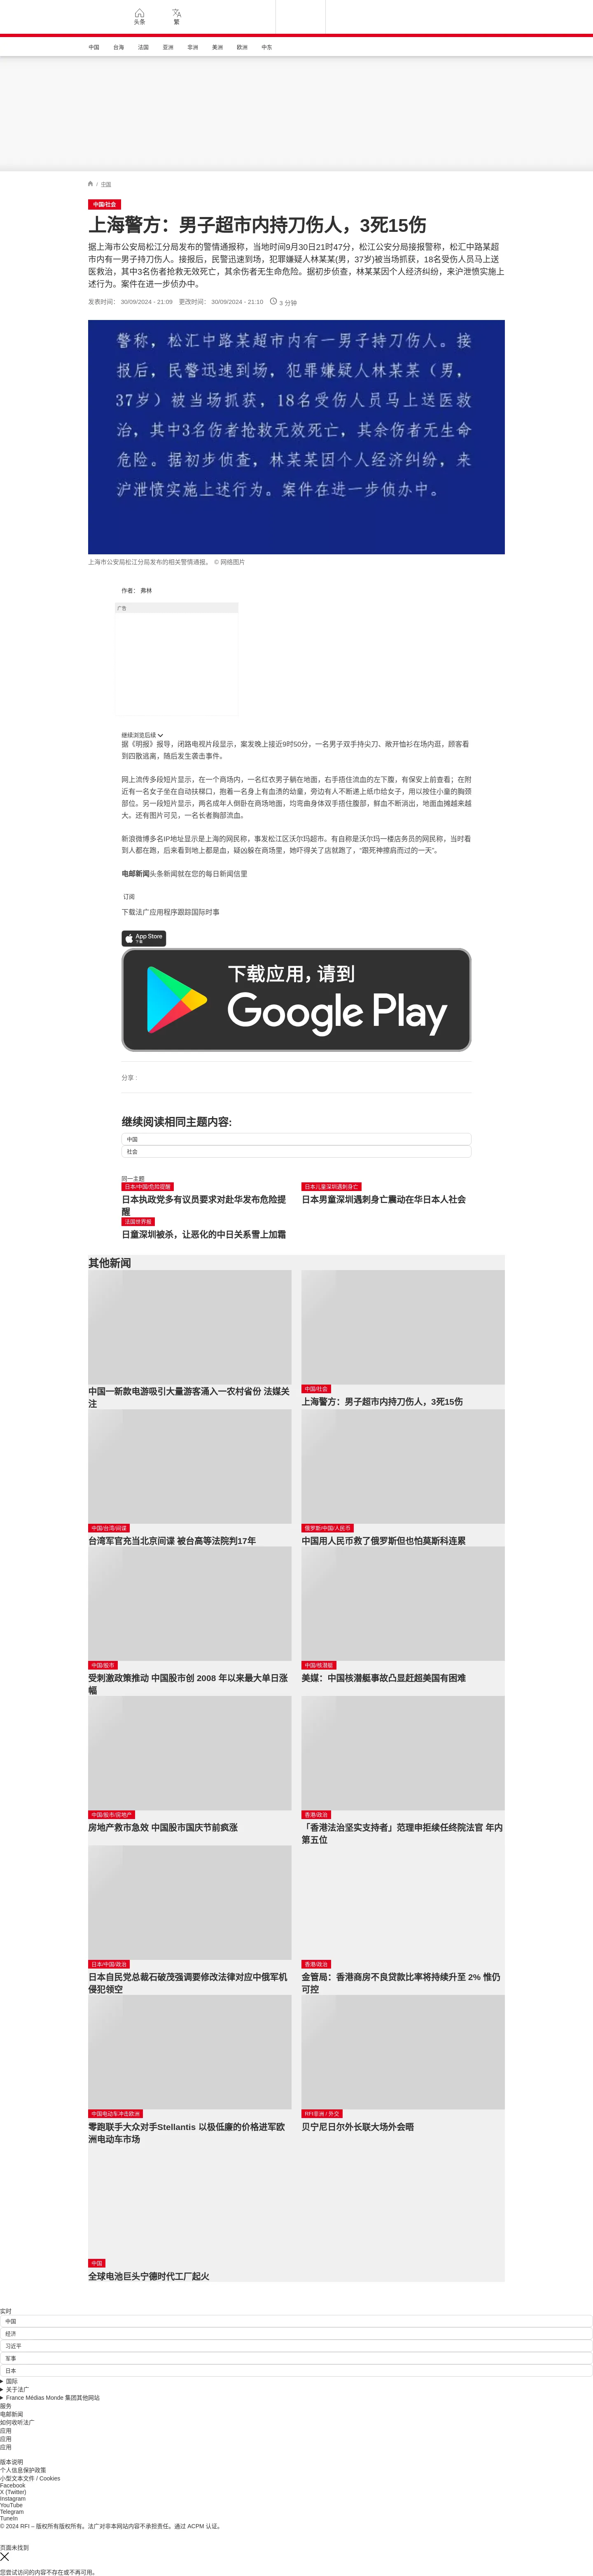 头条
繁
中国
台海
法国
亚洲
非洲
美洲
欧洲
中东
/ 中国
中国/社会
上海警方：男子超市内持刀伤人，3死15伤
据上海市公安局松江分局发布的警情通报称，当地时间9月30日21时47分，松江公安分局接报警称，松汇中路某超
市内有一男子持刀伤人。接报后，民警迅速到场，犯罪嫌疑人林某某(男，37岁)被当场抓获，18名受伤人员马上送
医救治，其中3名伤者抢救无效死亡，其余伤者无生命危险。据初步侦查，林某某因个人经济纠纷，来沪泄愤实施上
述行为。案件在进一步侦办中。
发表时间： 30/09/2024 - 21:09 更改时间： 30/09/2024 - 21:10 3 分钟
警称，松汇中路某超市内有一男子持刀伤人。接
报后，民警迅速到场，犯罪嫌疑人林某某（男，
37岁）被当场抓获，18名受伤人员马上送医救
治，其中3名伤者抢救无效死亡，其余伤者无生命
危险。据初步侦查，林某某因个人经济纠纷，来
沪泄愤实施上述行为。案件在进一步侦办中。
上海市公安局松江分局发布的相关警情通报。 © 网络图片
作者： 弗林
广告
继续浏览后续
据《明报》报导，闭路电视片段显示，案发晚上接近9时50分，一名男子双手持尖刀、敞开恤衫在场内逛，顾客看
到四散逃离，随后发生袭击事件。
网上流传多段短片显示，在一个商场内，一名红衣男子躺在地面，右手捂住流血的左下腹，有保安上前查看；在附
近有一名女子坐在自动扶梯口，抱着一名身上有血渍的幼童，旁边有人不断递上纸巾给女子，用以按住小童的胸颈
部位。另一段短片显示，两名成年人倒卧在商场地面，均弯曲身体双手捂住腹部，鲜血不断涓出，地面血摊越来越
大。还有图片可见，一名长者胸部流血。
新浪微博多名IP地址显示是上海的网民称，事发松江区沃尔玛超市。有自称是沃尔玛一楼店务员的网民称，当时看
到人都在跑，后来看到地上都是血，疑凶躲在商场里，她吓得关了店就跑了，“跟死神擦肩而过的一天”。
电邮新闻头条新闻就在您的每日新闻信里
订阅
下载法广应用程序跟踪国际时事
App Store
下载
下载应用，请到
Google Play
分享 :
继续阅读相同主题内容:
中国
社会
同一主题
日本/中国/危险提醒
日本执政党多有议员要求对赴华发布危险提
醒
日本儿童深圳遇刺身亡
日本男童深圳遇刺身亡震动在华日本人社会
法国世界报
日童深圳被杀，让恶化的中日关系雪上加霜
其他新闻
中国一新款电游吸引大量游客涌入一农村省份 法媒关
注
中国/社会
上海警方：男子超市内持刀伤人，3死15伤
中国/台湾/间谍
台湾军官充当北京间谍 被台高等法院判17年
俄罗斯/中国/人民币
中国用人民币救了俄罗斯但也怕莫斯科连累
中国/股市
受刺激政策推动 中国股市创 2008 年以来最大单日涨
幅
中国/核潜艇
美媒：中国核潜艇事故凸显赶超美国有困难
中国/股市/房地产
房地产救市急效 中国股市国庆节前疯涨
香港/政治
「香港法治坚实支持者」范理申拒续任终院法官 年内
第五位
日本/中国/政治
日本自民党总裁石破茂强调要修改法律对应中俄军机
侵犯领空
香港/政治
金管局：香港商房不良贷款比率将持续升至 2% 惟仍
可控
中国电动车冲击欧洲
零跑联手大众对手Stellantis 以极低廉的价格进军欧
洲电动车市场
RFI非洲 / 外交
贝宁尼日尔外长联大场外会晤
中国
全球电池巨头宁德时代工厂起火
实时
中国
经济
习近平
军事
日本
国际
关于法广
France Médias Monde 集团其他网站
服务
电邮新闻
如何收听法广
应用
应用
应用
版本说明
个人信息保护政策
小型文本文件 / Cookies
Facebook
X (Twitter)
Instagram
YouTube
Telegram
TuneIn
© 2024 RFI – 版权所有版权所有。法广对非本网站内容不承担责任。通过 ACPM 认证。
页面未找到
您尝试访问的内容不存在或不再可用。